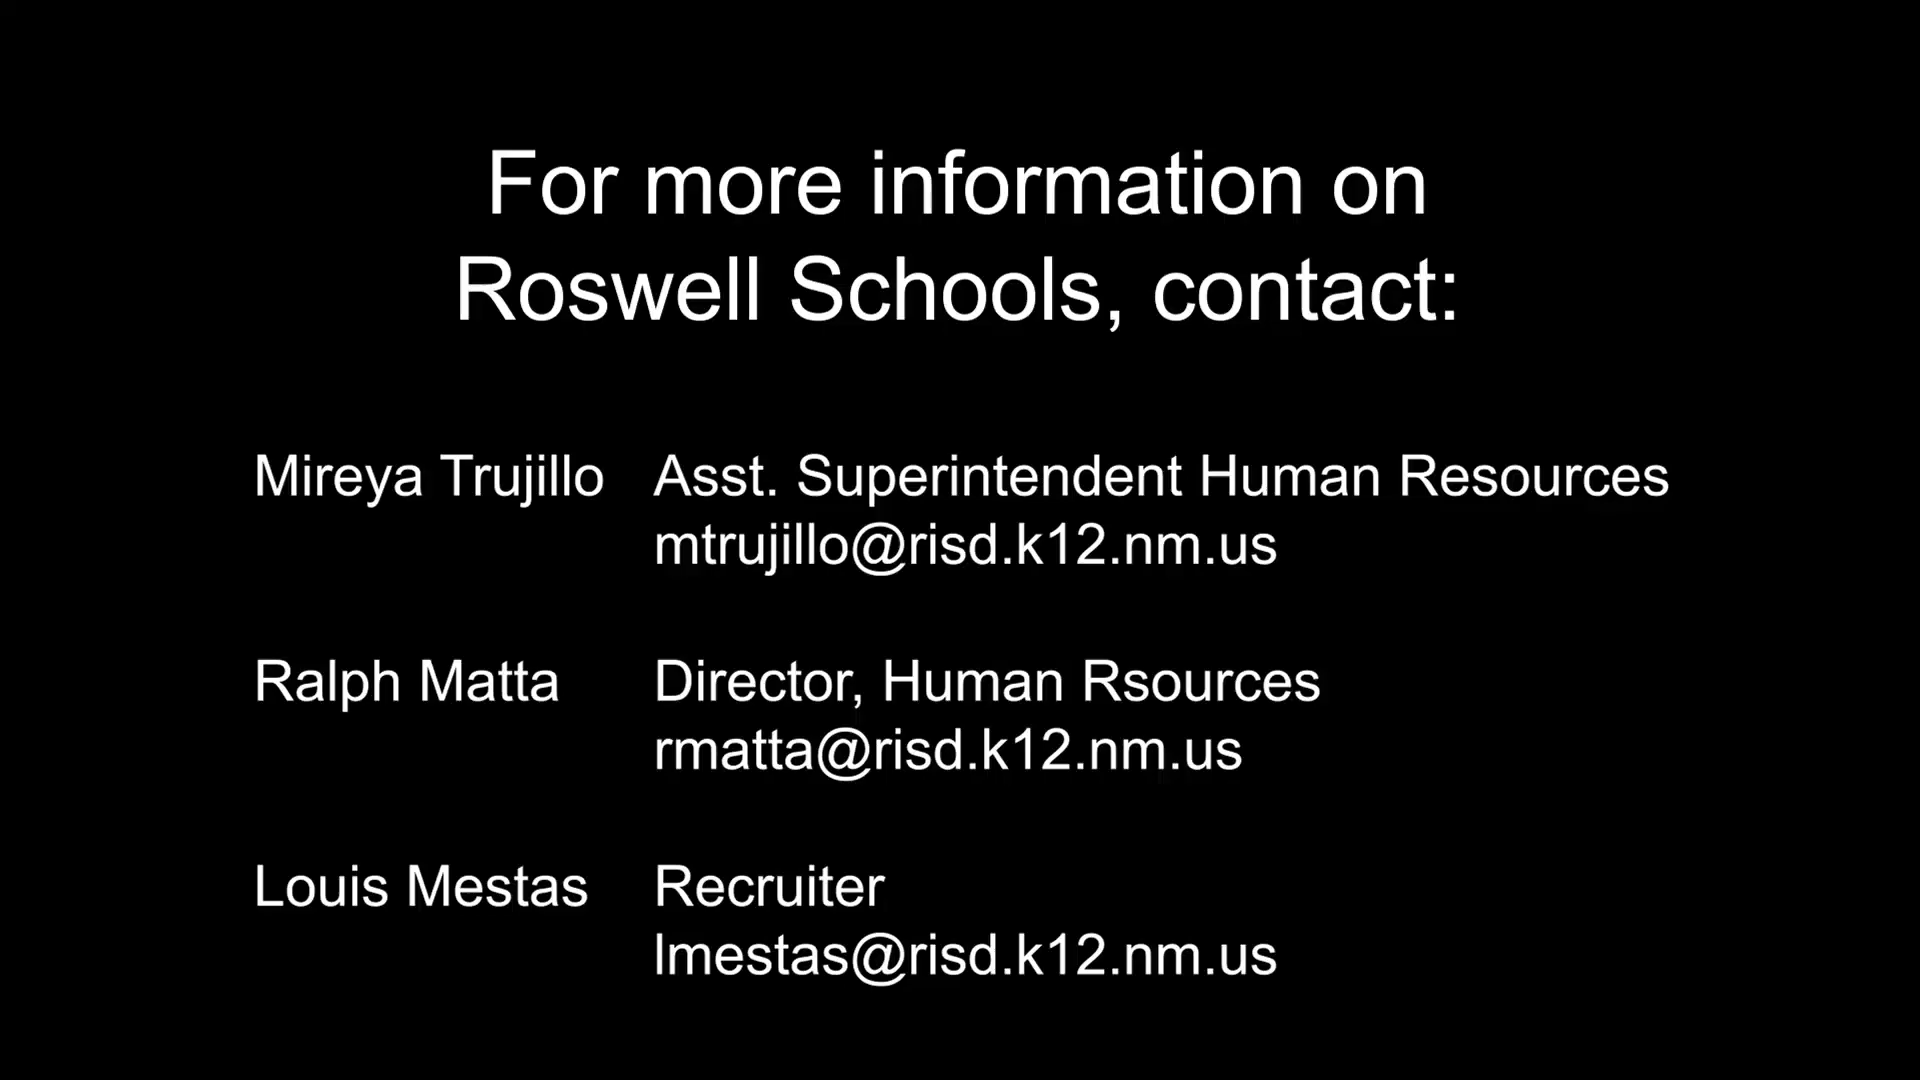 For more information on
Roswell Schools, contact:
Mireya Trujillo Asst. Superintendent Human Resources
mtrujillo@risd.k12.nm.us
Ralph Matta Director, Human Rsources
rmatta@risd.k12.nm.us
Louis Mestas Recruiter
lmestas@risd.k12.nm.us